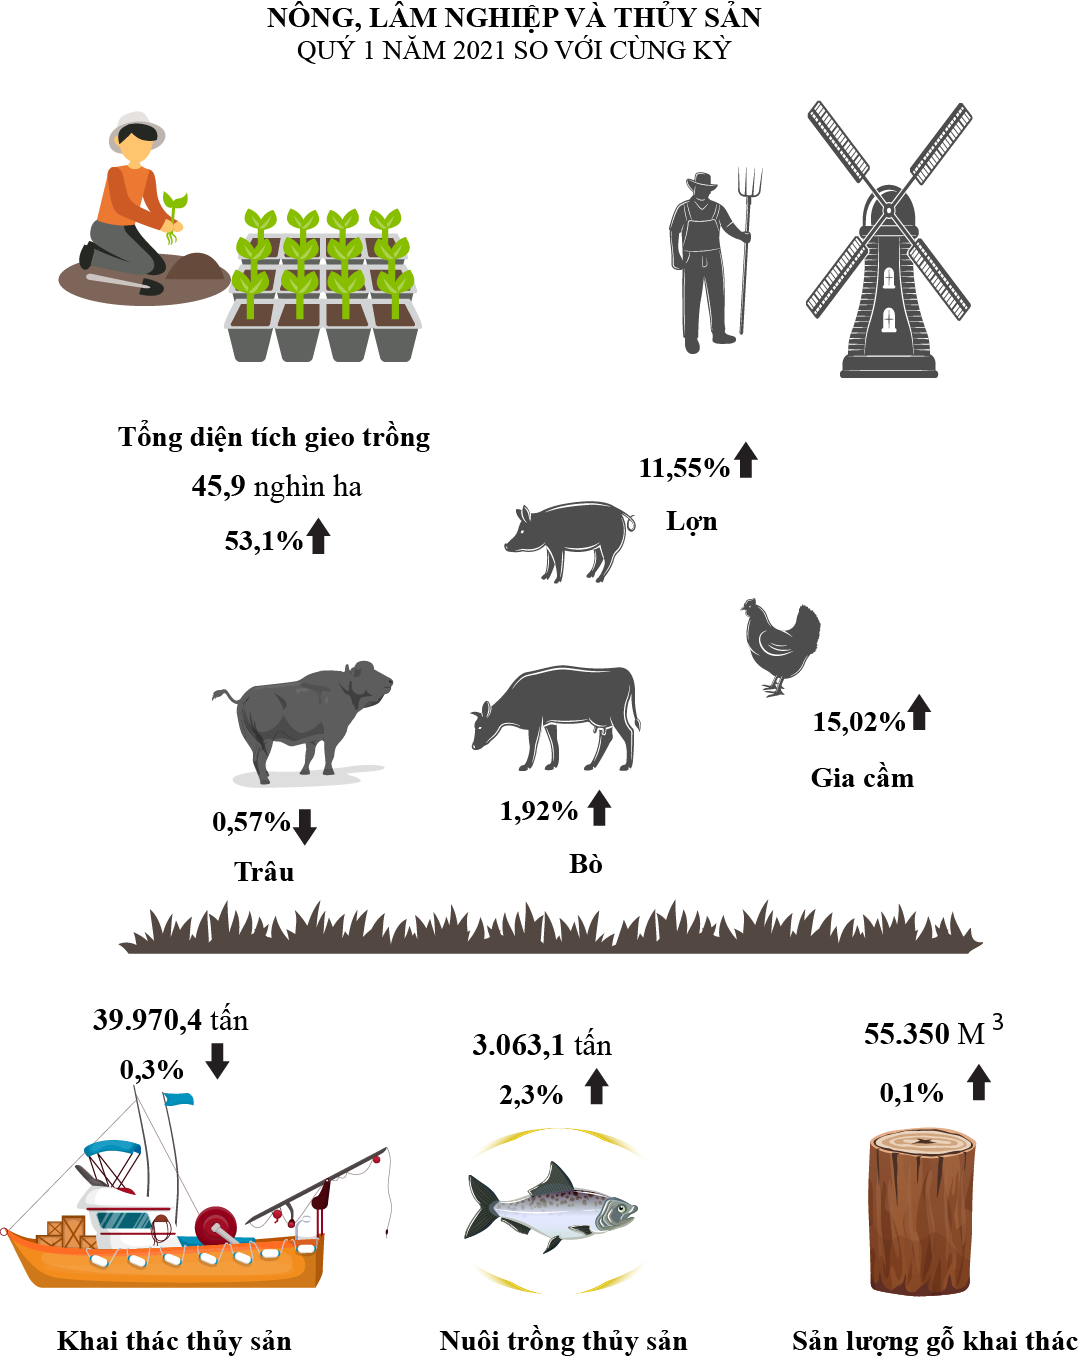 NÔNG, LÂM NGHIỆP VÀ THỦY SẢN
QUÝ 1 NĂM 2021 SO VỚI CÙNG KỲ
Tổng diện tích gieo trồng
45,9 nghìn ha
53,1%
11,55%
Lợn
15,02%
Gia cầm
0,57%
Trâu
1,92%
Bò
39.970,4 tấn
0,3%
3.063,1 tấn
2,3%
55.350 M 3
0,1%
Khai thác thủy sản
Nuôi trồng thủy sản
Sản lượng gỗ khai thác